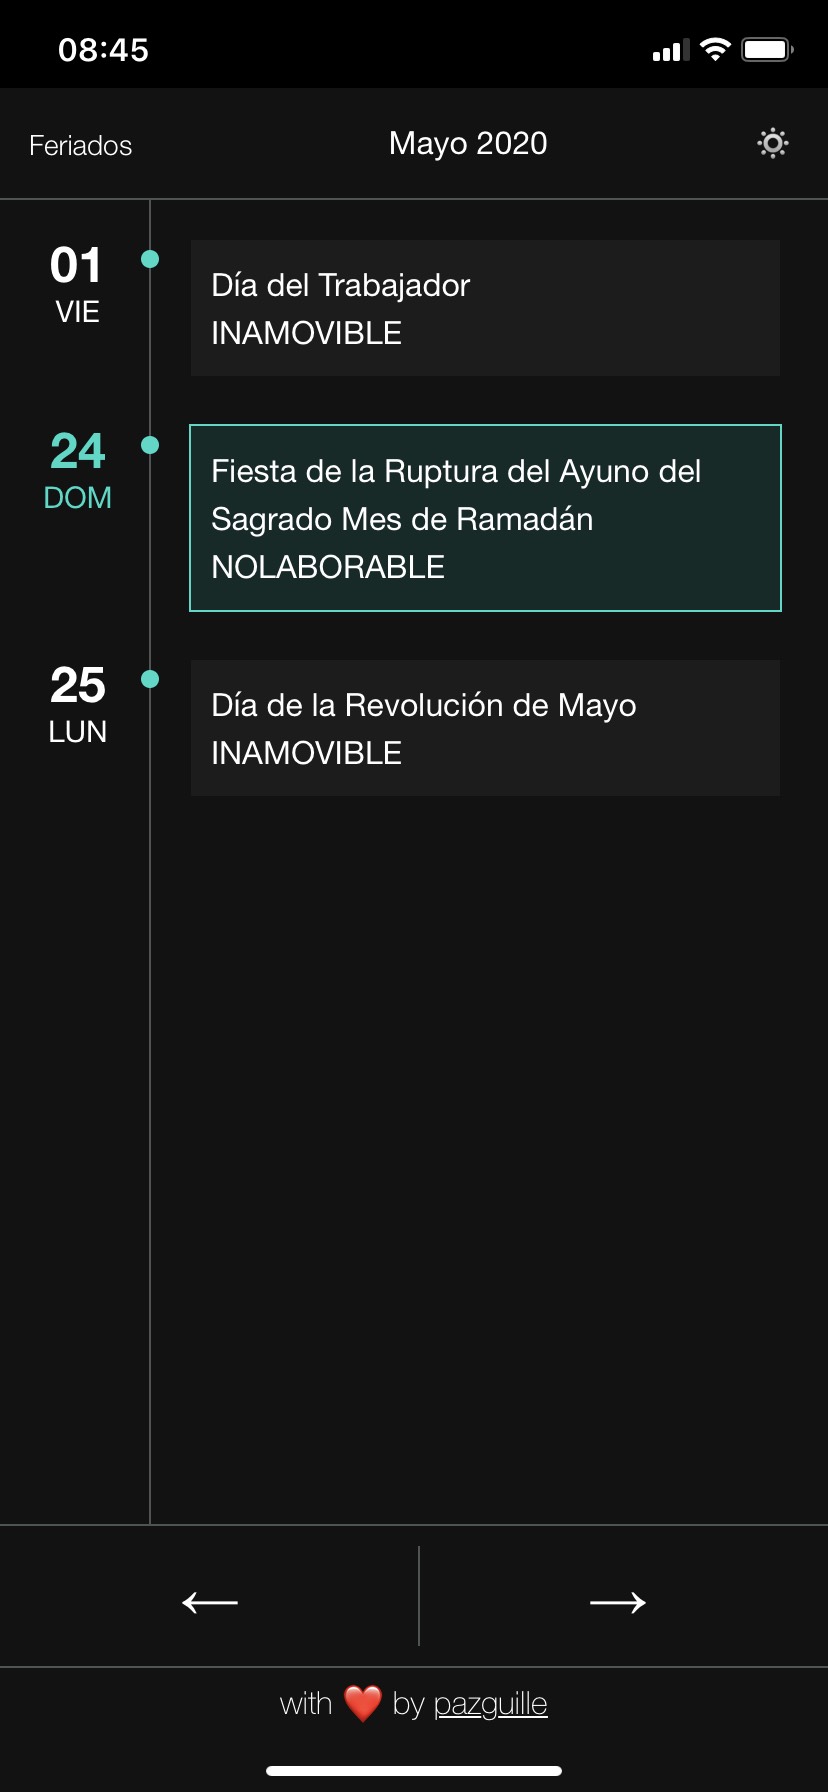 08:45
Feriados
Mayo 2020
01
VIE
Día del Trabajador
INAMOVIBLE
24
DOM
Fiesta de la Ruptura del Ayuno del
Sagrado Mes de Ramadán
NOLABORABLE
25
LUN
Día de la Revolución de Mayo
INAMOVIBLE
with ❤️ by pazguille